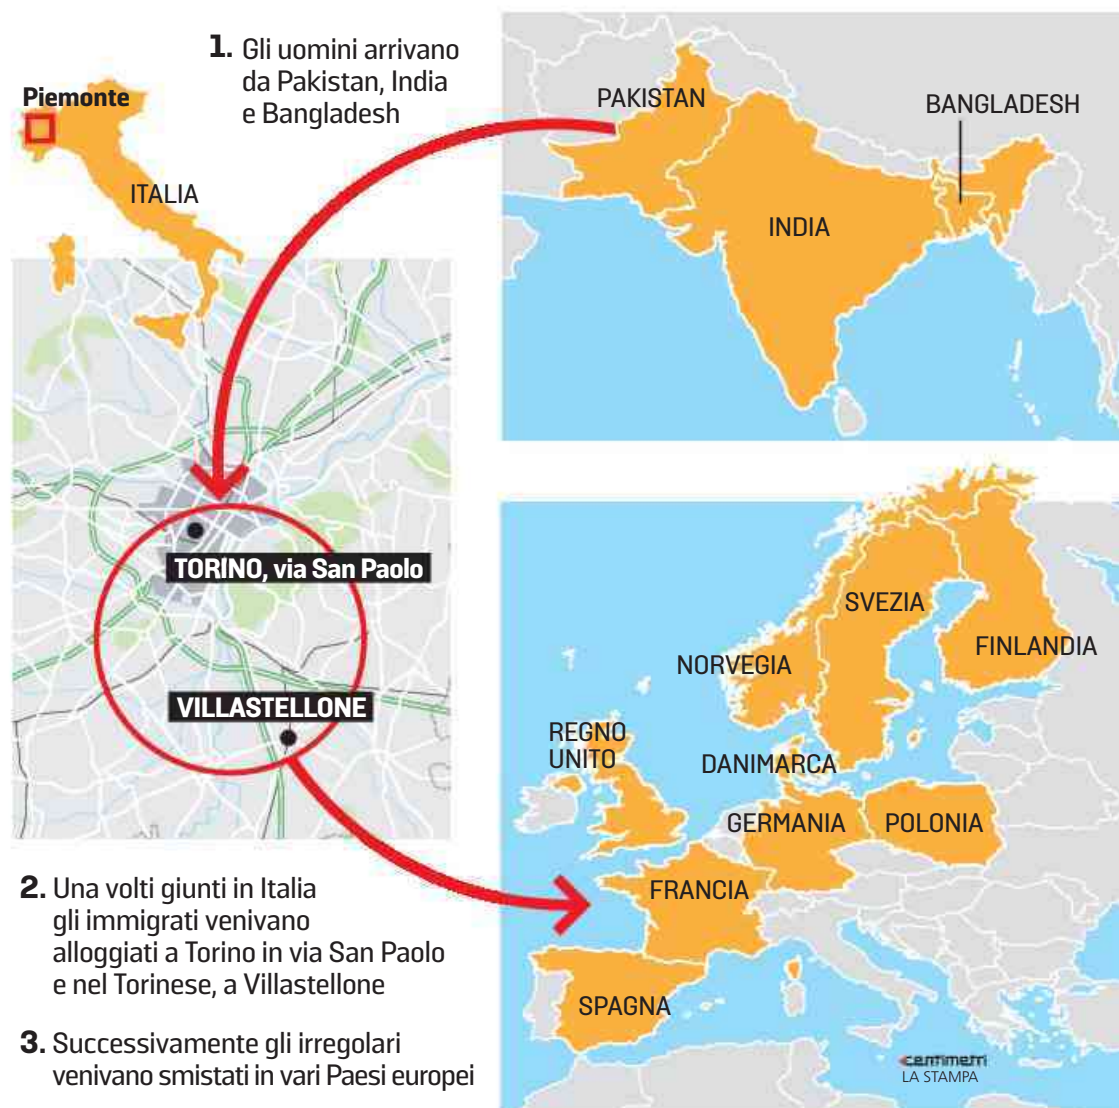 1. Gli uomini arrivano
da Pakistan, India
e Bangladesh
Piemonte
ITALIA
PAKISTAN
BANGLADESH
INDIA
TORINO, via San Paolo
VILLASTELLONE
SVEZIA
FINLANDIA
NORVEGIA
REGNO
UNITO
DANIMARCA
GERMANIA
POLONIA
FRANCIA
SPAGNA
2. Una volti giunti in Italia
gli immigrati venivano
alloggiati a Torino in via San Paolo
e nel Torinese, a Villastellone
3. Successivamente gli irregolari
venivano smistati in vari Paesi europei
centimetri
LA STAMPA